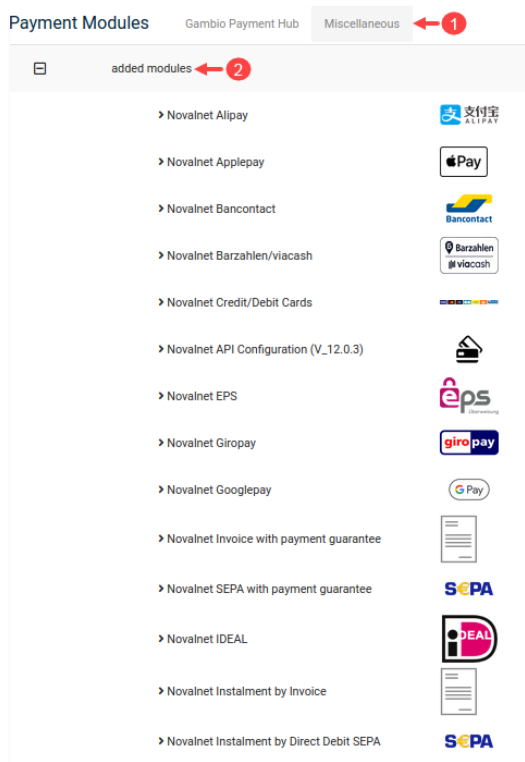 Payment Modules Gambio Payment Hub Miscellaneous 1
added modules 2
Novalnet Alipay 支 支付宝
ALIPAY
Novalnet Applepay Pay
Novalnet Bancontact Bancontact
Novalnet Barzahlen/viacash Barzahlen
viacash
Novalnet Credit/Debit Cards
Novalnet API Configuration (V_12.0.3)
Novalnet EPS eps
Novalnet Giropay giropay
Novalnet Googlepay G Pay
Novalnet Invoice with payment guarantee
Novalnet SEPA with payment guarantee S€PA
Novalnet IDEAL iDEAL
Novalnet Instalment by Invoice
Novalnet Instalment by Direct Debit SEPA S€PA